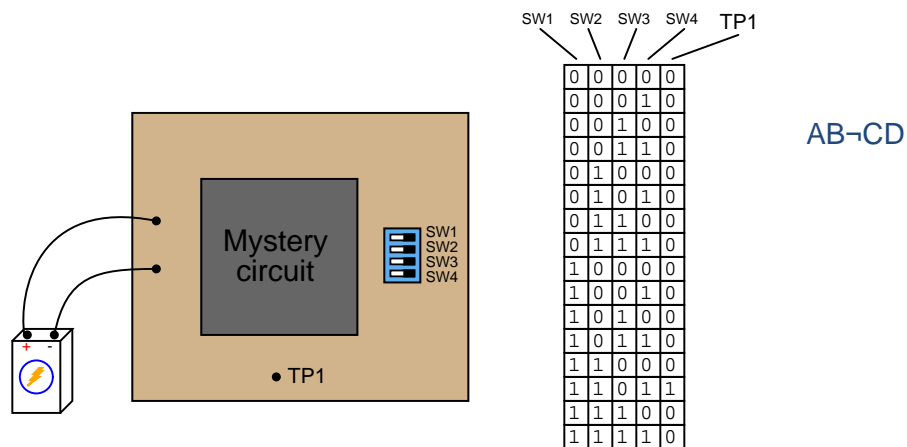 SW1 SW2 SW3 SW4 TP1
0 0 0 0 0
0 0 0 1 0
0 0 1 0 0
0 0 1 1 0
0 1 0 0 0
0 1 0 1 0
0 1 1 0 0
0 1 1 1 0
1 0 0 0 0
1 0 0 1 0
1 0 1 0 0
1 0 1 1 0
1 1 0 0 0
1 1 0 1 1
1 1 1 0 0
1 1 1 1 0
AB¬CD
Mystery
circuit
SW1
SW2
SW3
SW4
+ -
TP1